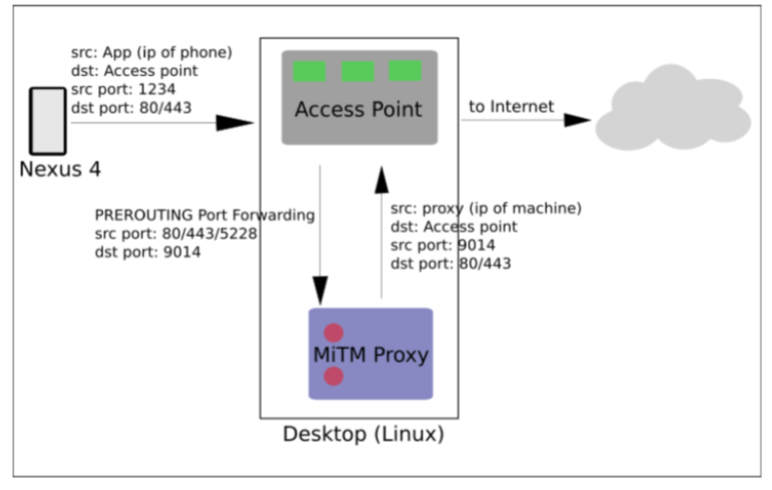 src: App (ip of phone)
dst: Access point
src port: 1234
dst port: 80/443
Nexus 4
Access Point
to Internet
PREROUTING Port Forwarding
src port: 80/443/5228
dst port: 9014
src: proxy (ip of machine)
dst: Access point
src port: 9014
dst port: 80/443
MiTM Proxy
Desktop (Linux)